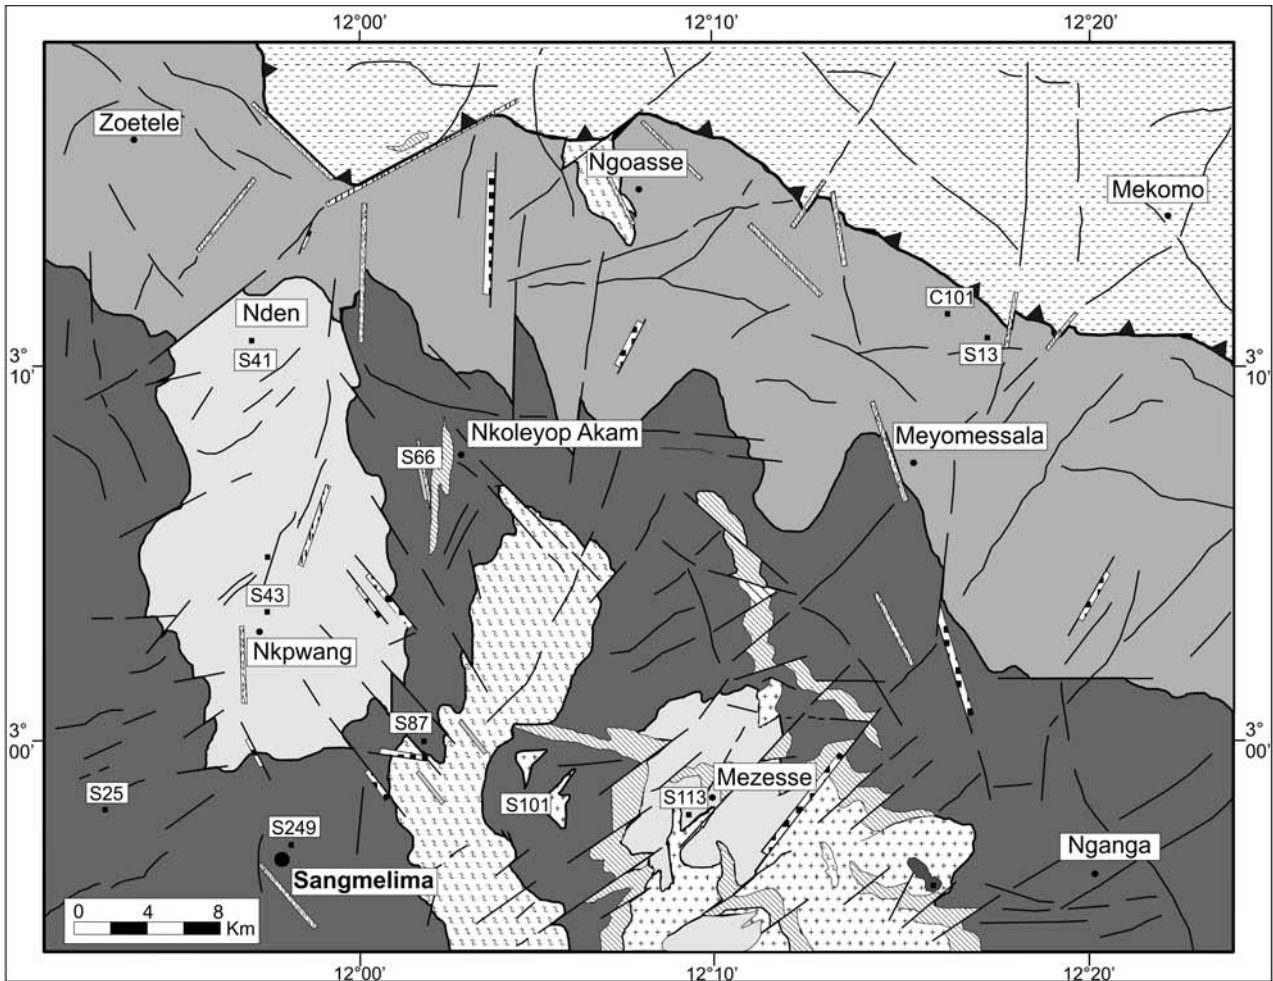 12°00'
12°10'
12°20'
Zoetele
Ngoasse
Mekomo
Nden
C101
S41
S13
3°
10'
3°
10'
Nkoleyop Akam
Meyomessala
S66
S43
Nkpwang
S87
3°
00'
3°
00'
Mezesse
S25
S101
S113
S249
Nganga
Sangmelima
0 4 8
Km
12°00'
12°10'
12°20'